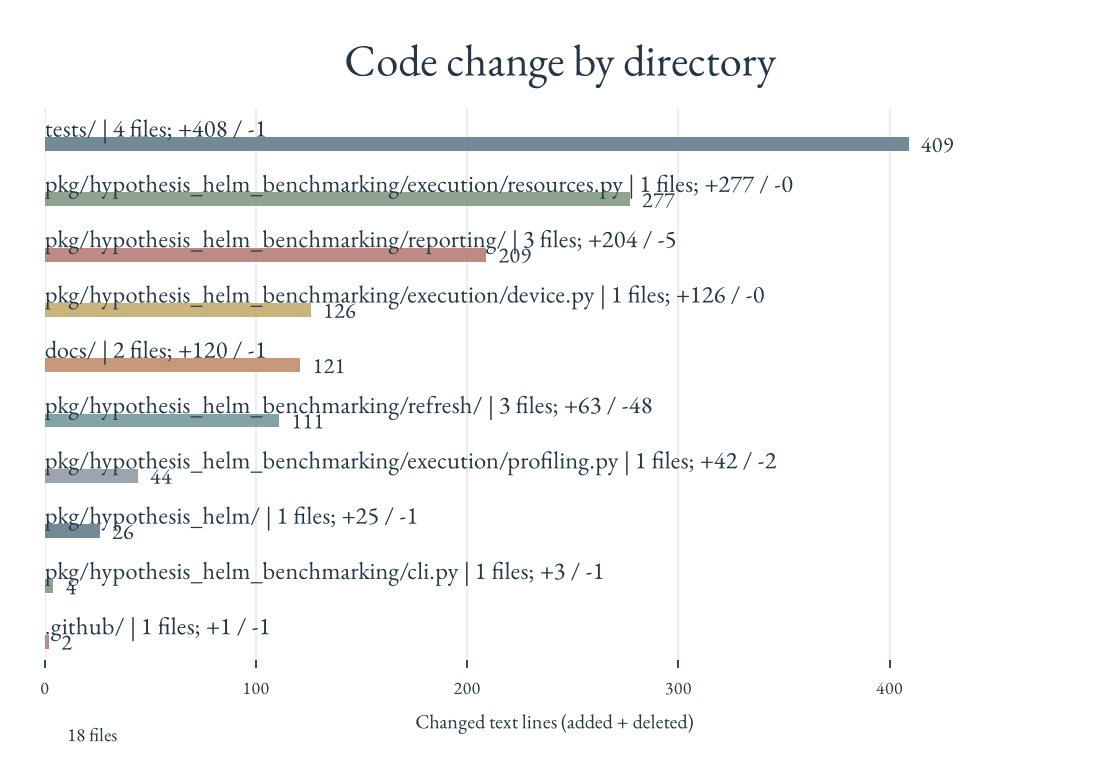 Code change by directory
tests/ | 4 files; +408 / -1
409
pkg/hypothesis_helm_benchmarking/execution/resources.py | 1 files; +277 / -0
277
pkg/hypothesis_helm_benchmarking/reporting/ | 3 files; +204 / -5
209
pkg/hypothesis_helm_benchmarking/execution/device.py | 1 files; +126 / -0
126
docs/ | 2 files; +120 / -1
121
pkg/hypothesis_helm_benchmarking/refresh/ | 3 files; +63 / -48
111
pkg/hypothesis_helm_benchmarking/execution/profiling.py | 1 files; +42 / -2
44
pkg/hypothesis_helm/ | 1 files; +25 / -1
26
pkg/hypothesis_helm_benchmarking/cli.py | 1 files; +3 / -1
4
.github/ | 1 files; +1 / -1
2
0 100 200 300 400
Changed text lines (added + deleted)
18 files